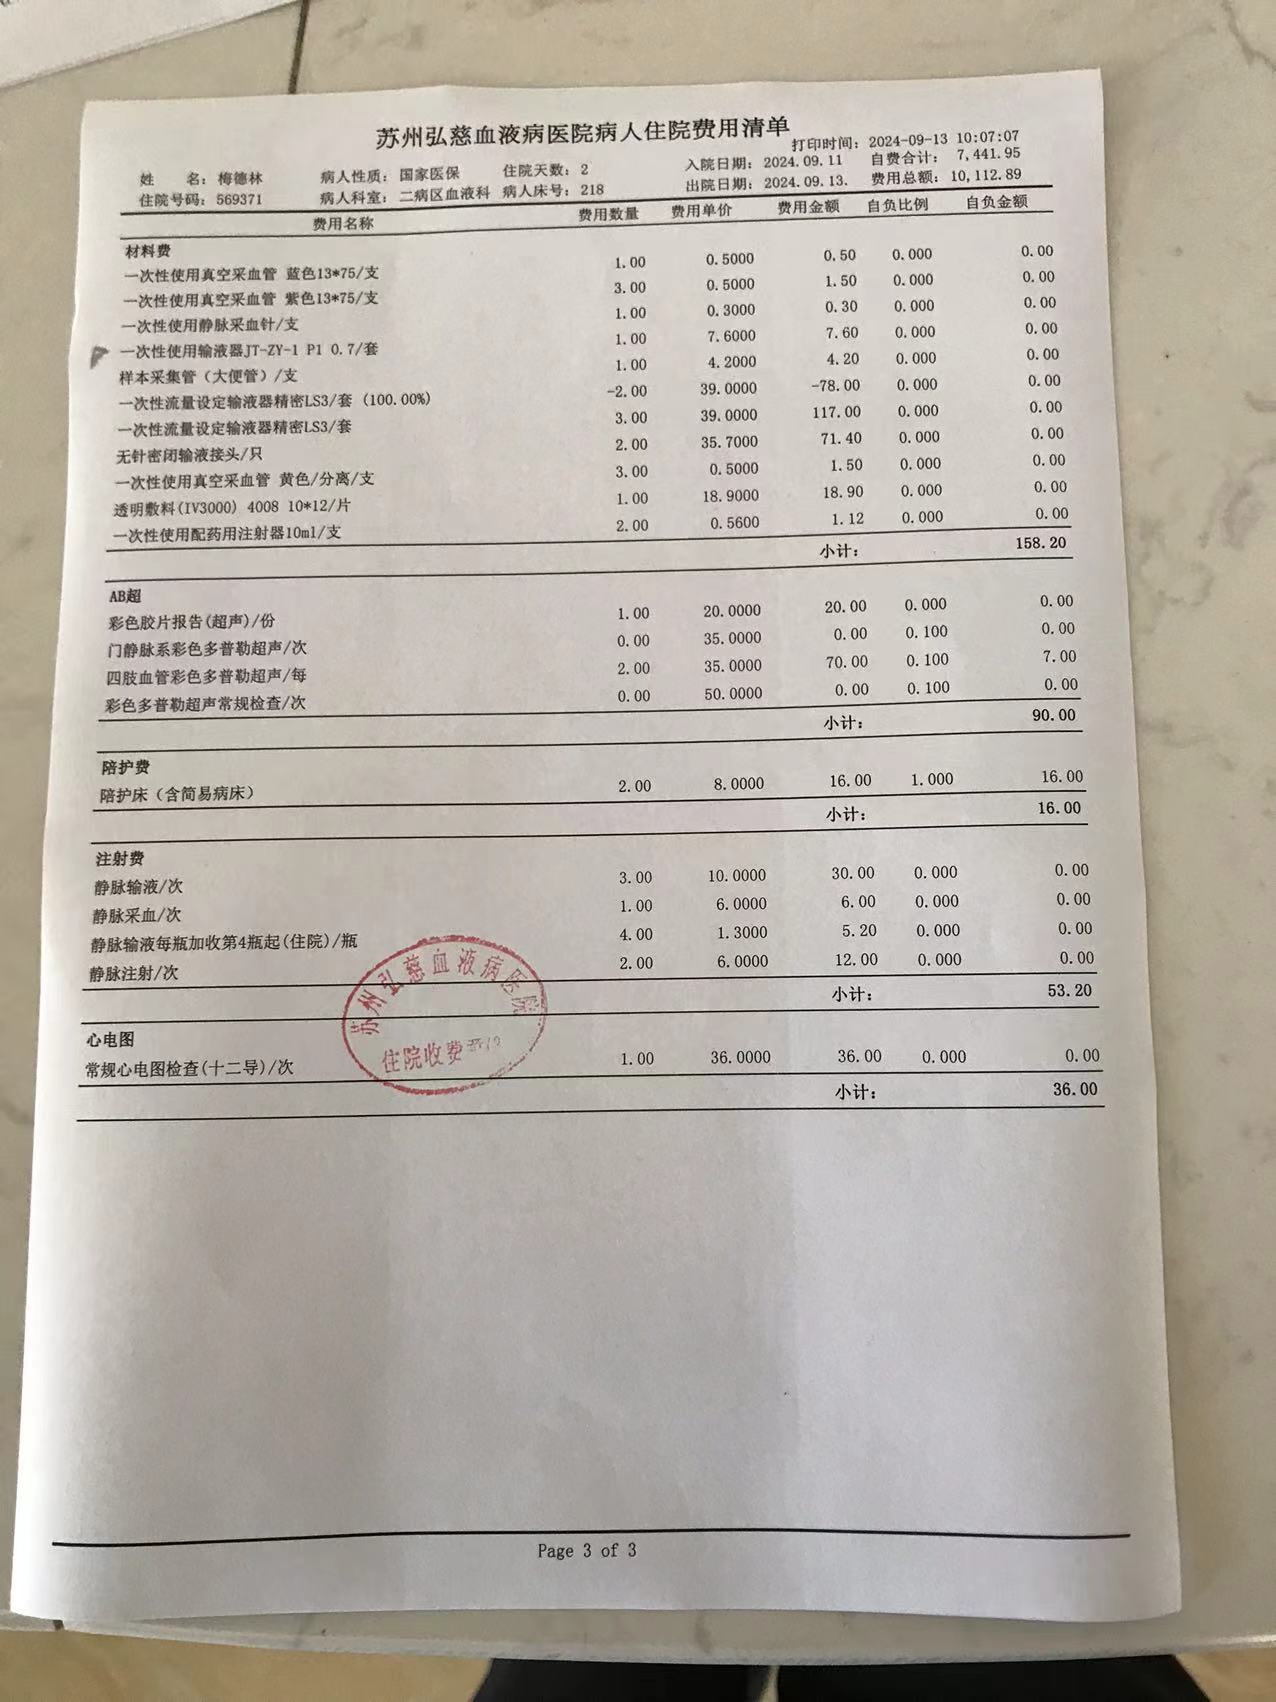 苏州弘慈血液病医院病人住院费用清单
打印时间: 2024-09-13 10:07:07
姓 名: 梅德林 病人性质: 国家医保 住院天数: 2 入院日期: 2024.09.11 自费合计: 7,441.95
住院号码: 569371 病人科室: 二病区血液科 病人床号: 218 出院日期: 2024.09.13. 费用总额: 10,112.89
费用名称 费用数量 费用单价 费用金额 自负比例 自负金额
材料费
一次性使用真空采血管 蓝色13*75/支 1.00 0.5000 0.50 0.000 0.00
一次性使用真空采血管 紫色13*75/支 3.00 0.5000 1.50 0.000 0.00
一次性使用静脉采血针/支 1.00 0.3000 0.30 0.000 0.00
一次性使用输液器JT-ZY-1 P1 0.7/套 1.00 7.6000 7.60 0.000 0.00
样本采集管（大便管）/支 1.00 4.2000 4.20 0.000 0.00
一次性流量设定输液器精密LS3/套 (100.00%) -2.00 39.0000 -78.00 0.000 0.00
一次性流量设定输液器精密LS3/套 3.00 39.0000 117.00 0.000 0.00
无针密闭输液接头/只 2.00 35.7000 71.40 0.000 0.00
一次性使用真空采血管 黄色/分离/支 3.00 0.5000 1.50 0.000 0.00
透明敷料(IV3000) 4008 10*12/片 1.00 18.9000 18.90 0.000 0.00
一次性使用配药用注射器10ml/支 2.00 0.5600 1.12 0.000 0.00
小计: 158.20
AB超
彩色胶片报告(超声)/份 1.00 20.0000 20.00 0.000 0.00
门静脉系彩色多普勒超声/次 0.00 35.0000 0.00 0.100 0.00
四肢血管彩色多普勒超声/每 2.00 35.0000 70.00 0.100 7.00
彩色多普勒超声常规检查/次 0.00 50.0000 0.00 0.100 0.00
小计: 90.00
陪护费
陪护床（含简易病床） 2.00 8.0000 16.00 1.000 16.00
小计: 16.00
注射费
静脉输液/次 3.00 10.0000 30.00 0.000 0.00
静脉采血/次 1.00 6.0000 6.00 0.000 0.00
静脉输液每瓶加收第4瓶起(住院)/瓶 4.00 1.3000 5.20 0.000 0.00
静脉注射/次 2.00 6.0000 12.00 0.000 0.00
小计: 53.20
苏州弘慈血液病医院
住院收费
心电图
常规心电图检查(十二导)/次 1.00 36.0000 36.00 0.000 0.00
小计: 36.00
Page 3 of 3